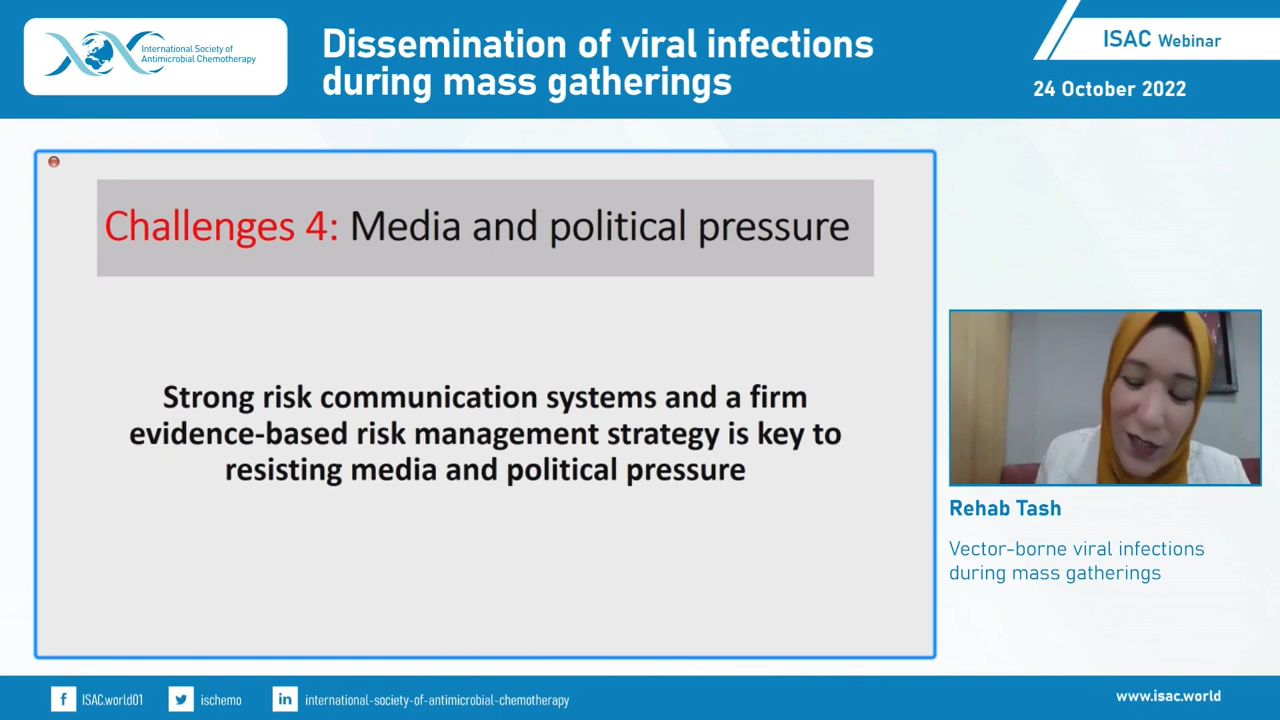 International Society of
Antimicrobial Chemotherapy
Dissemination of viral infections
during mass gatherings
ISAC Webinar
24 October 2022
Challenges 4: Media and political pressure
Strong risk communication systems and a firm
evidence-based risk management strategy is key to
resisting media and political pressure
Rehab Tash
Vector-borne viral infections
during mass gatherings
f ISAC.world01
ischemo
in international-society-of-antimicrobial-chemotherapy
www.isac.world